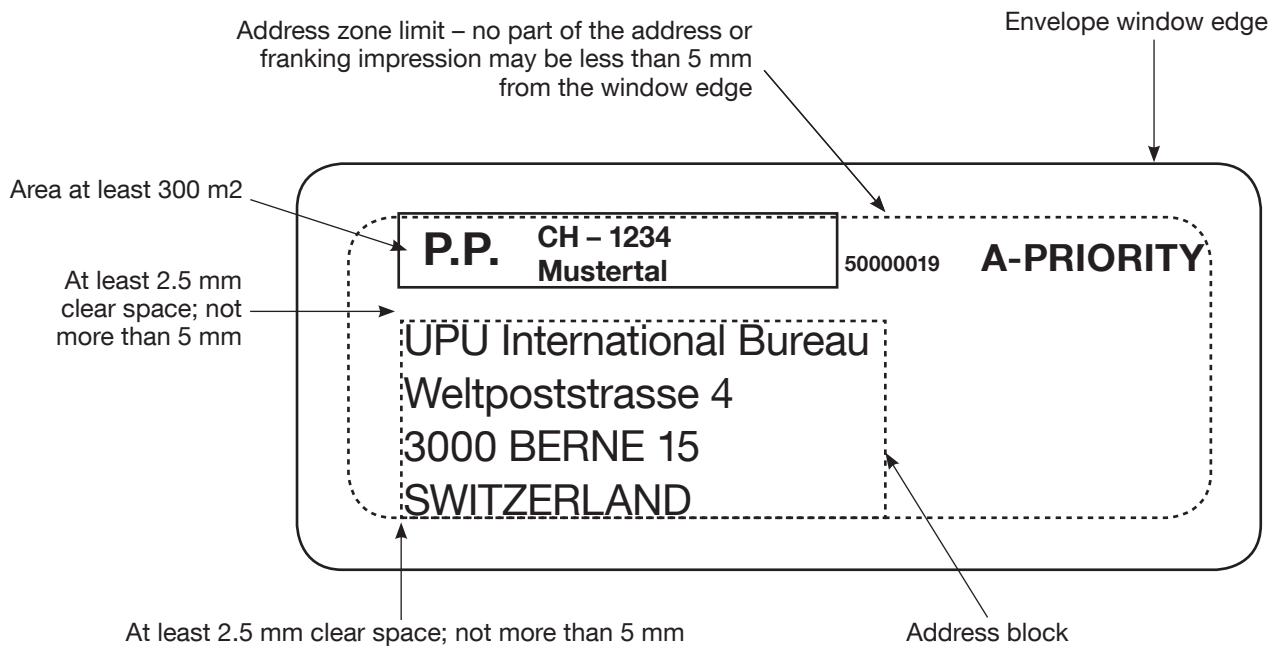 Address zone limit – no part of the address or
franking impression may be less than 5 mm
from the window edge
Envelope window edge
Area at least 300 m2
P.P.
CH – 1234
Mustertal
50000019
A-PRIORITY
At least 2.5 mm
clear space; not
more than 5 mm
UPU International Bureau
Weltpoststrasse 4
3000 BERNE 15
SWITZERLAND
At least 2.5 mm clear space; not more than 5 mm
Address block